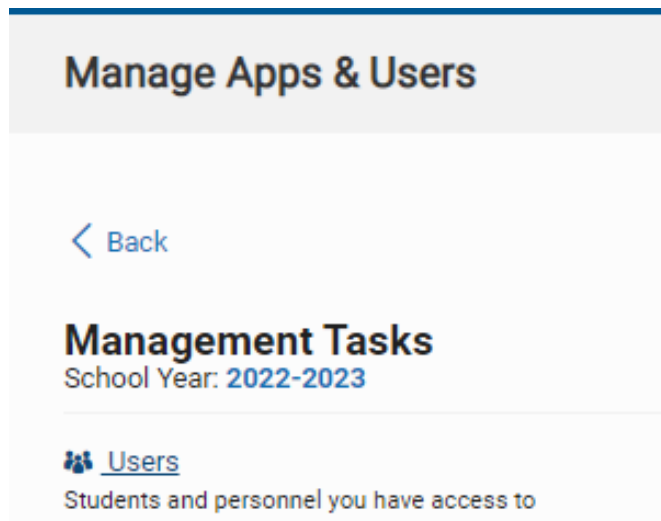 Manage Apps & Users
Back
Management Tasks
School Year: 2022-2023
Users
Students and personnel you have access to